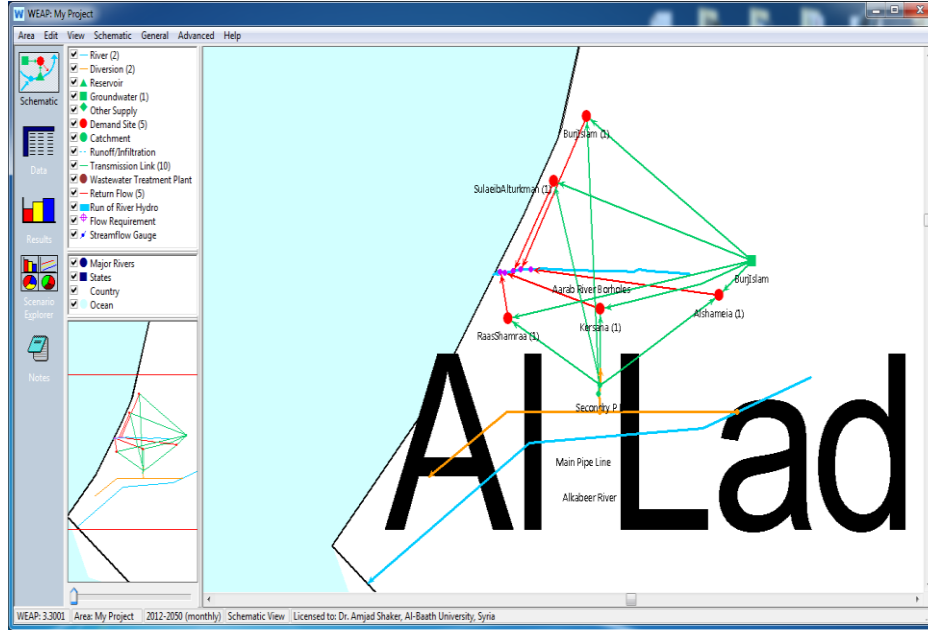 WEAP: My Project
Area Edit View Schematic General Advanced Help
Schematic
Data
Results
Scenario
Explorer
Notes
River (2)
Diversion (2)
Reservoir
Groundwater (1)
Other Supply
Demand Site (5)
Catchment
Runoff/Infiltration
Transmission Link (10)
Wastewater Treatment Plant
Return Flow (5)
Run of River Hydro
Flow Requirement
Streamflow Gauge
Major Rivers
States
Country
Ocean
BurjIslam (1)
SulaeibAlturkman (1)
BurjIslam
Aarab River Borholes
Alshameia (1)
RaasShamraa (1)
Kersana (1)
Al Lad
Main Pipe Line
Alkabeer River
WEAP: 3.3001 Area: My Project 2012-2050 (monthly) Schematic View Licensed to: Dr. Amjad Shaker, Al-Baath University, Syria